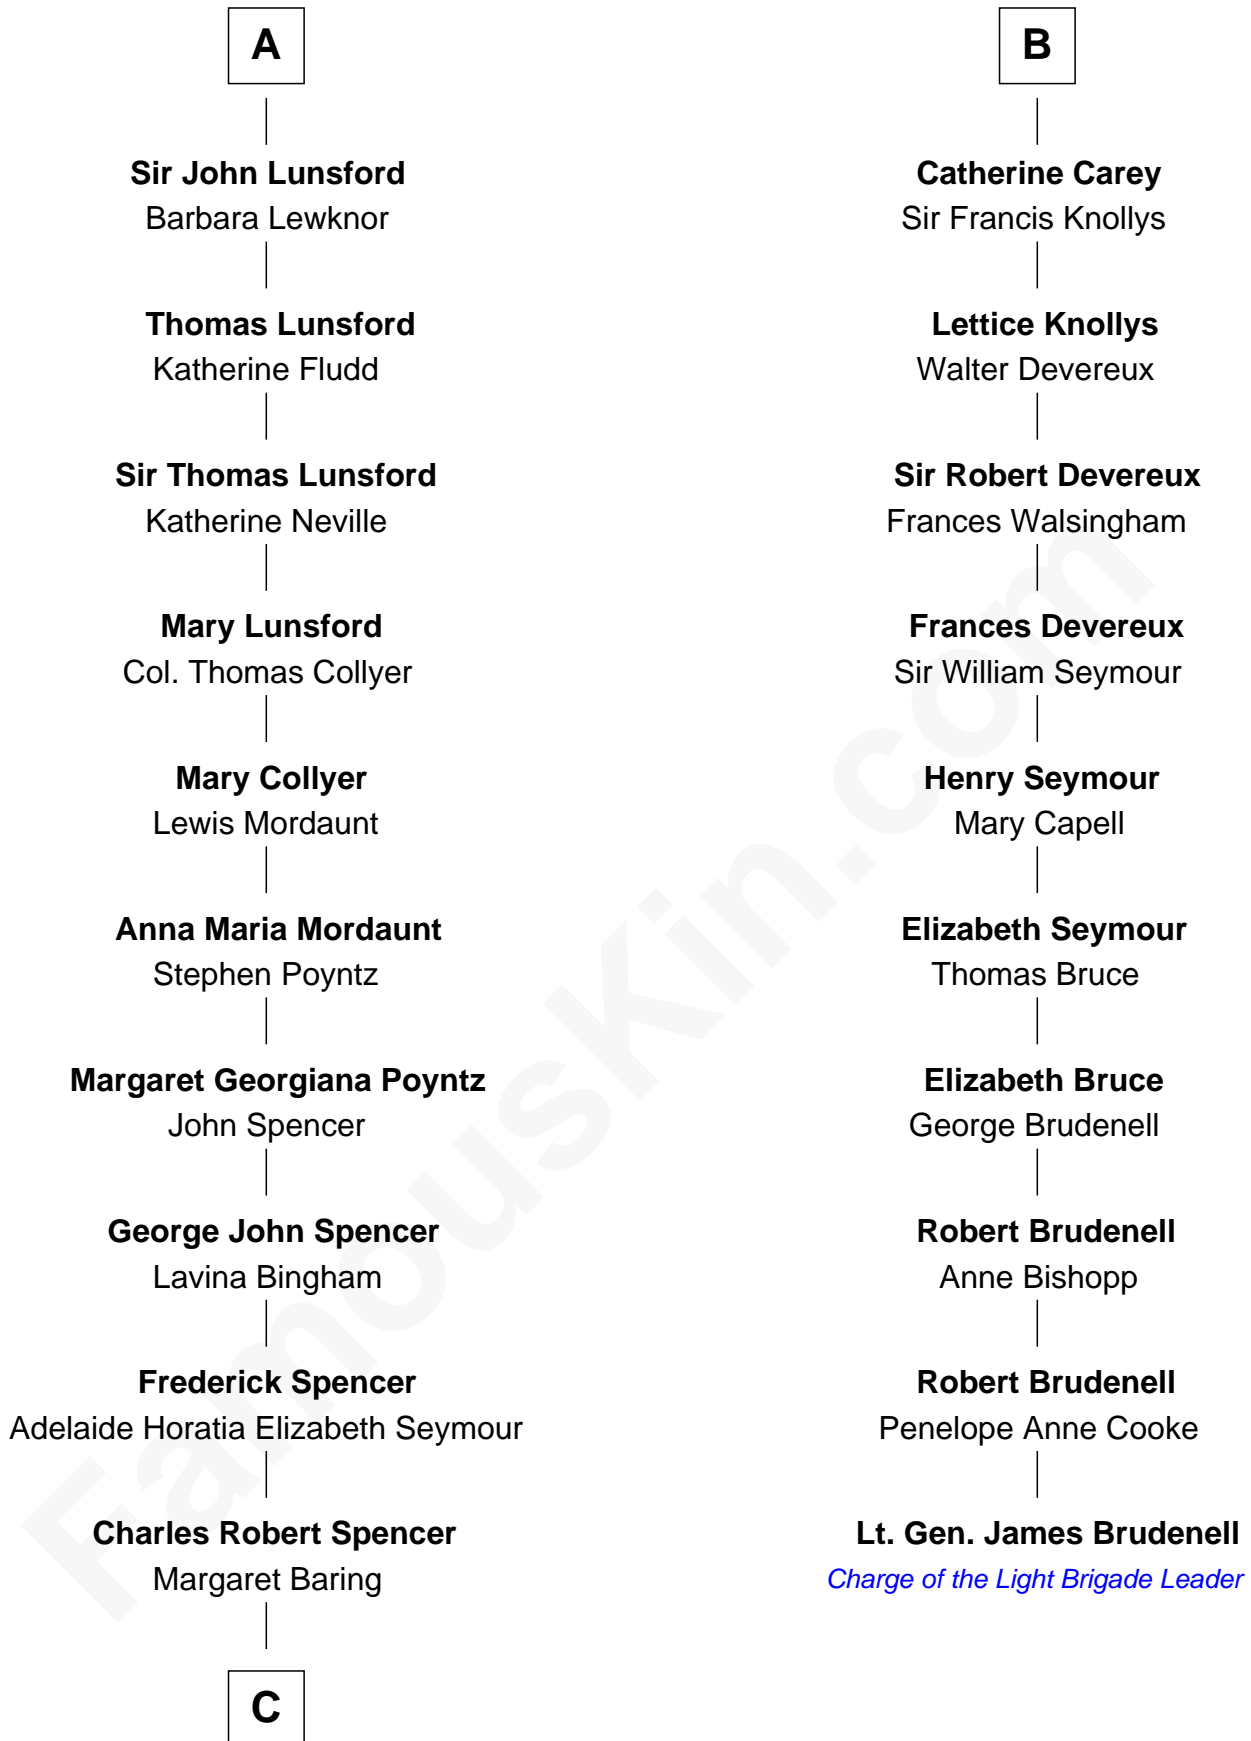 A
Sir John Lunsford
Barbara Lewknor
Thomas Lunsford
Katherine Fludd
Sir Thomas Lunsford
Katherine Neville
Mary Lunsford
Col. Thomas Collyer
Mary Collyer
Lewis Mordaunt
Anna Maria Mordaunt
Stephen Poyntz
Margaret Georgiana Poyntz
John Spencer
George John Spencer
Lavina Bingham
Frederick Spencer
Adelaide Horatia Elizabeth Seymour
Charles Robert Spencer
Margaret Baring
C
B
Catherine Carey
Sir Francis Knollys
Lettice Knollys
Walter Devereux
Sir Robert Devereux
Frances Walsingham
Frances Devereux
Sir William Seymour
Henry Seymour
Mary Capell
Elizabeth Seymour
Thomas Bruce
Elizabeth Bruce
George Brudenell
Robert Brudenell
Anne Bishopp
Robert Brudenell
Penelope Anne Cooke
Lt. Gen. James Brudenell
Charge of the Light Brigade Leader
FamousKin.com